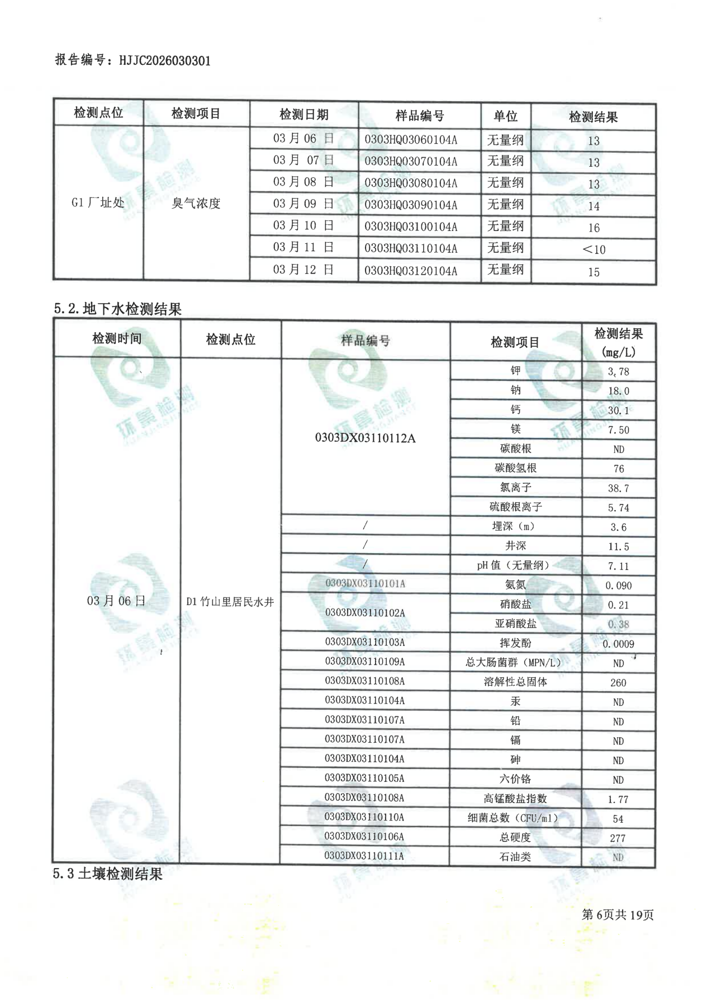 报告编号：HJJC2026030301
检测点位 检测项目 检测日期 样品编号 单位 检测结果
G1 厂址处 臭气浓度
03 月 06 日 0303HQ03060104A 无量纲 13
03 月 07 日 0303HQ03070104A 无量纲 13
03 月 08 日 0303HQ03080104A 无量纲 13
03 月 09 日 0303HQ03090104A 无量纲 14
03 月 10 日 0303HQ03100104A 无量纲 16
03 月 11 日 0303HQ03110104A 无量纲 ＜10
03 月 12 日 0303HQ03120104A 无量纲 15
5.2.地下水检测结果
检测时间 检测点位 样品编号 检测项目 检测结果
(mg/L)
03 月 06 日 D1 竹山里居民水井
0303DX03110112A
钾 3.78
钠 18.0
钙 30.1
镁 7.50
碳酸根 ND
碳酸氢根 76
氯离子 38.7
硫酸根离子 5.74
/ 埋深（m） 3.6
/ 井深 11.5
/ pH 值（无量纲） 7.11
0303DX03110101A 氨氮 0.090
0303DX03110102A 硝酸盐 0.21
亚硝酸盐 0.38
0303DX03110103A 挥发酚 0.0009
0303DX03110109A 总大肠菌群（MPN/L） ND
0303DX03110108A 溶解性总固体 260
0303DX03110104A 汞 ND
0303DX03110107A 铅 ND
0303DX03110107A 镉 ND
0303DX03110104A 砷 ND
0303DX03110105A 六价铬 ND
0303DX03110108A 高锰酸盐指数 1.77
0303DX03110110A 细菌总数（CFU/ml） 54
0303DX03110106A 总硬度 277
0303DX03110111A 石油类 ND
5.3 土壤检测结果
第 6页共 19页
环景检测
HUANJINGJIANCE